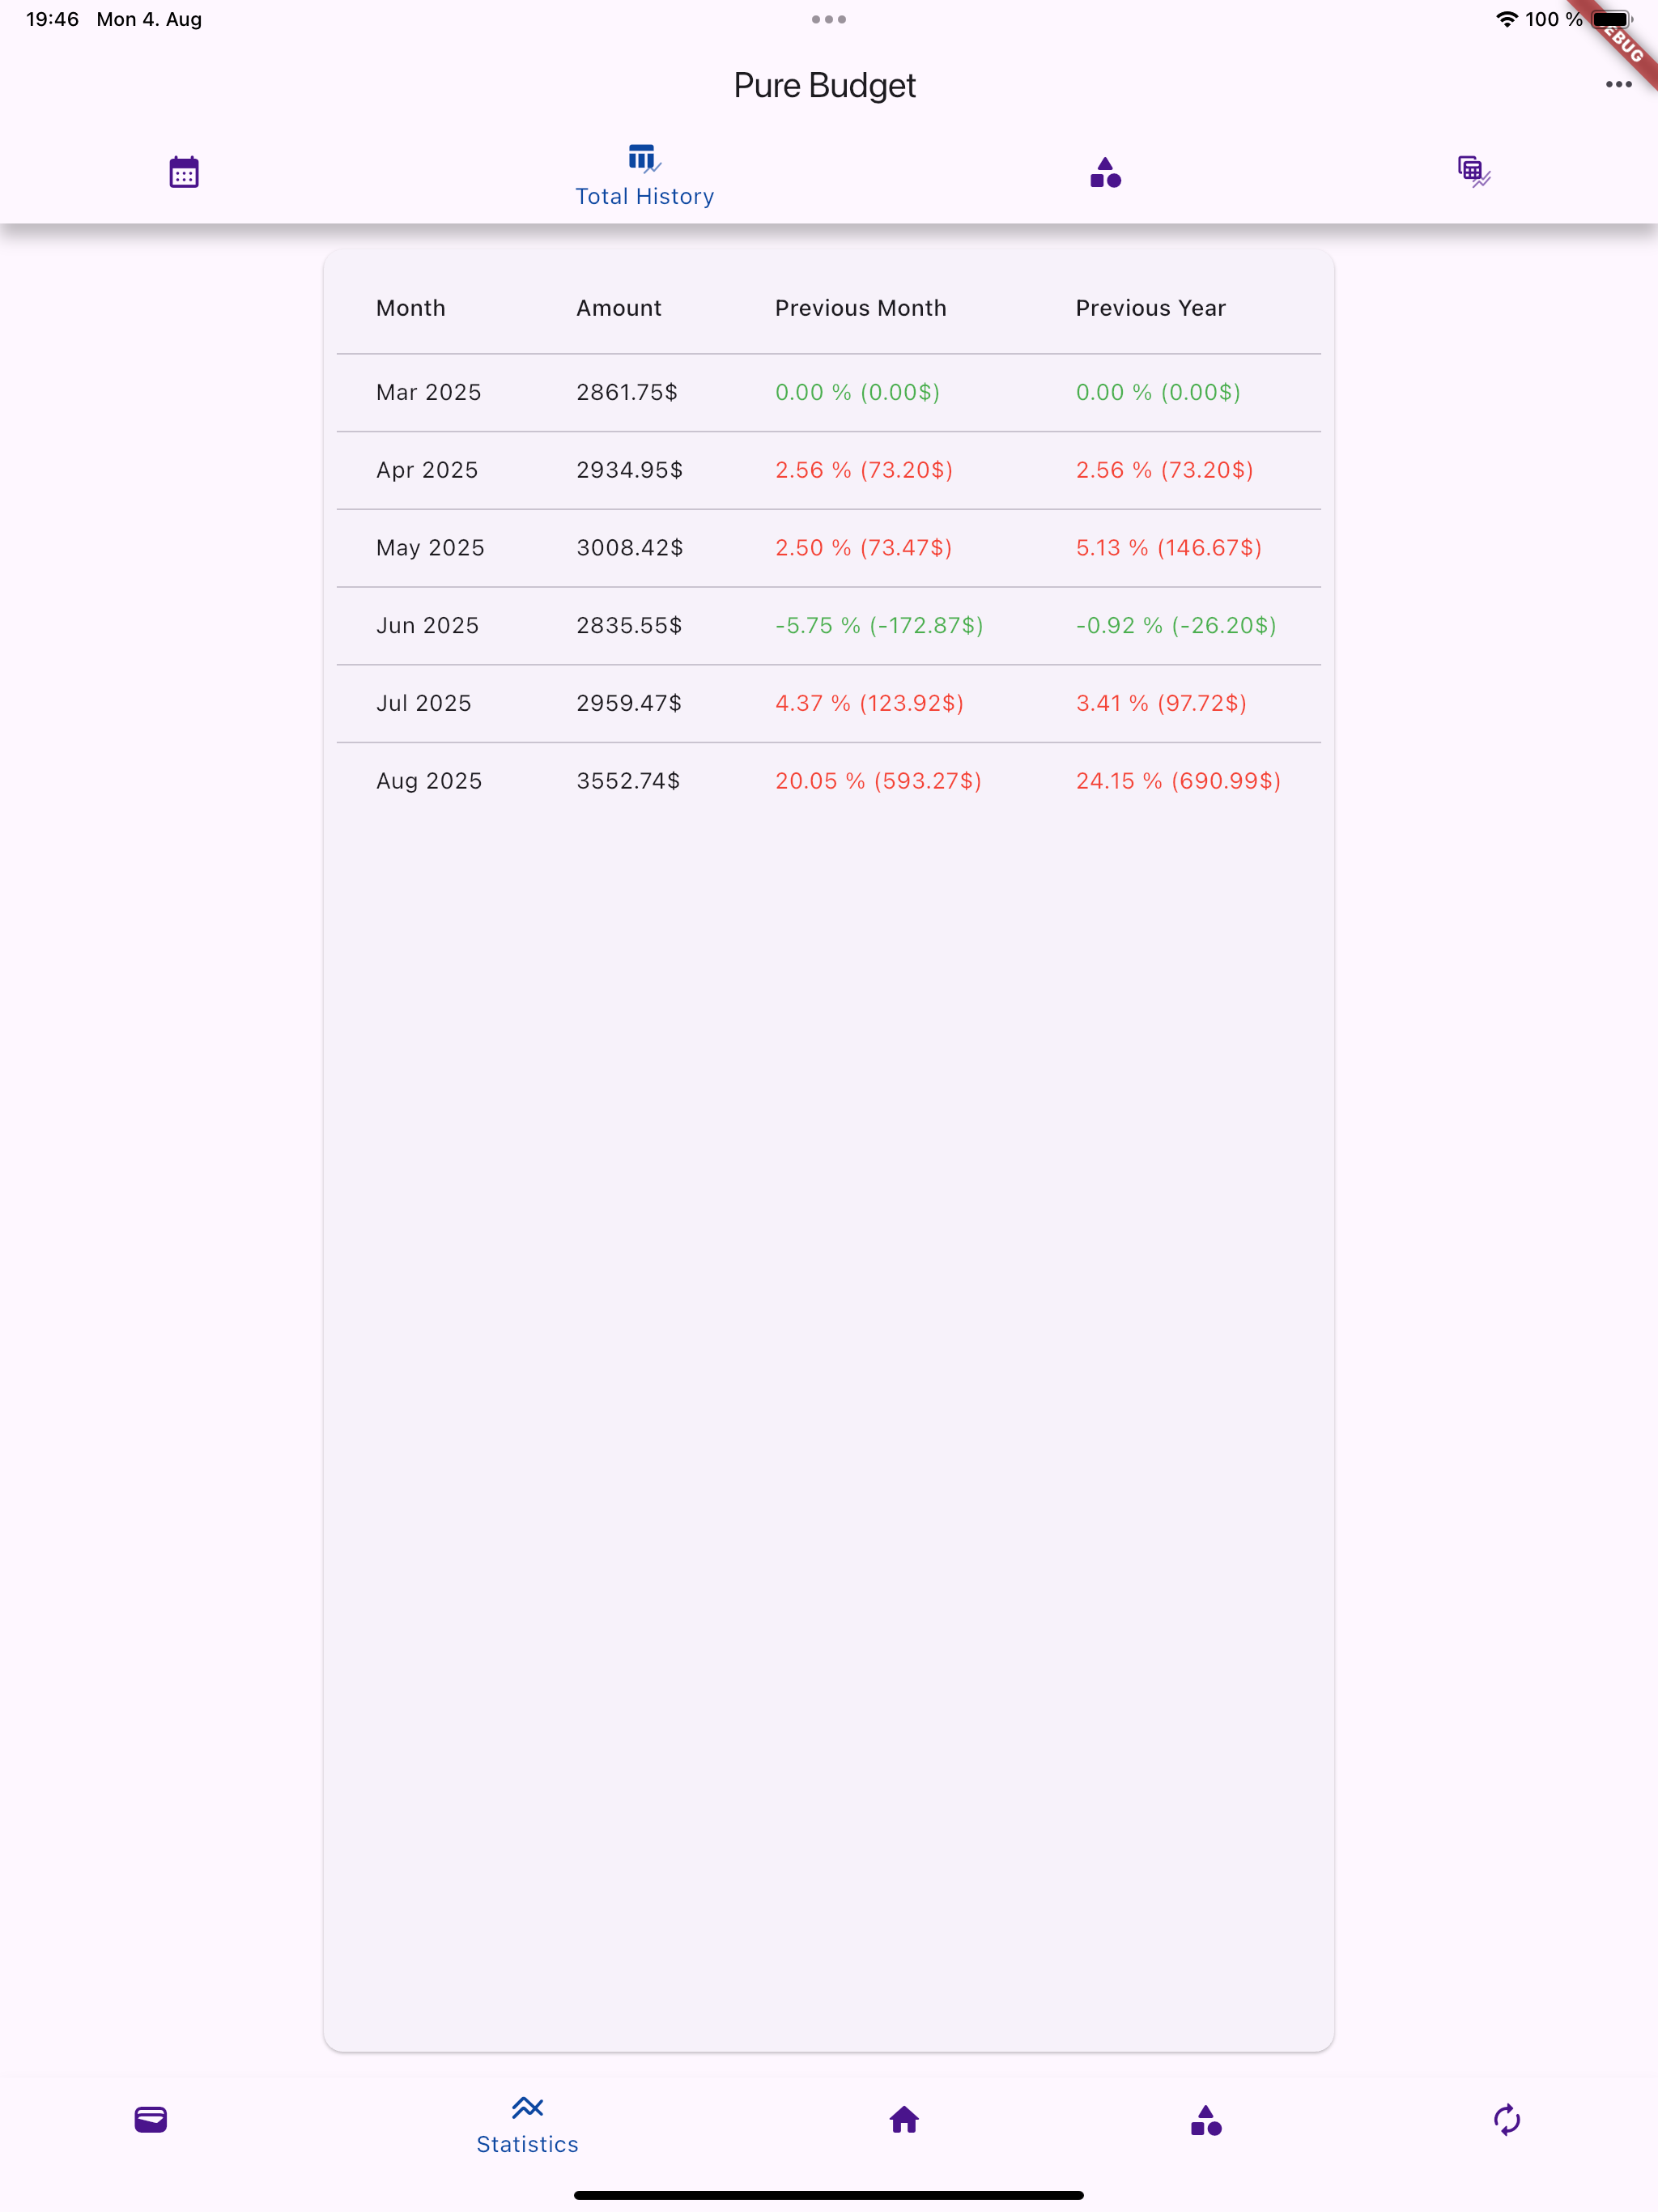 19:46 Mon 4. Aug
100 %
EBUG
Pure Budget
Total History
Month Amount Previous Month Previous Year
Mar 2025 2861.75$ 0.00 % (0.00$) 0.00 % (0.00$)
Apr 2025 2934.95$ 2.56 % (73.20$) 2.56 % (73.20$)
May 2025 3008.42$ 2.50 % (73.47$) 5.13 % (146.67$)
Jun 2025 2835.55$ -5.75 % (-172.87$) -0.92 % (-26.20$)
Jul 2025 2959.47$ 4.37 % (123.92$) 3.41 % (97.72$)
Aug 2025 3552.74$ 20.05 % (593.27$) 24.15 % (690.99$)
Statistics